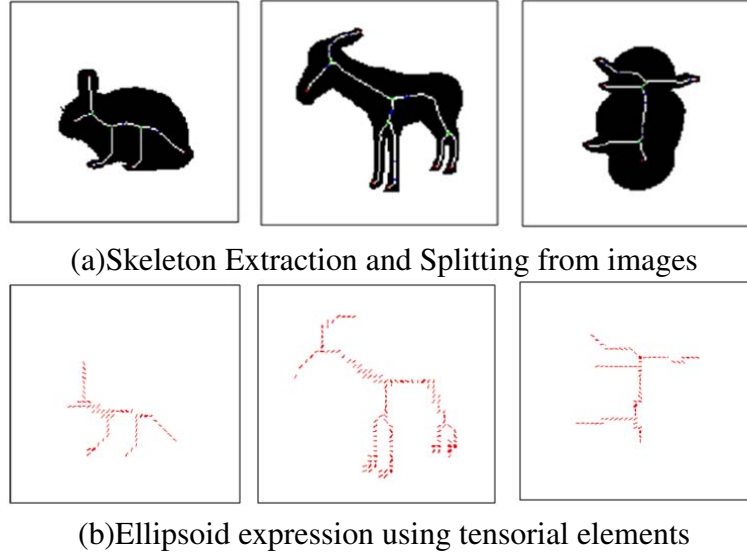 (a)Skeleton Extraction and Splitting from images
(b)Ellipsoid expression using tensorial elements